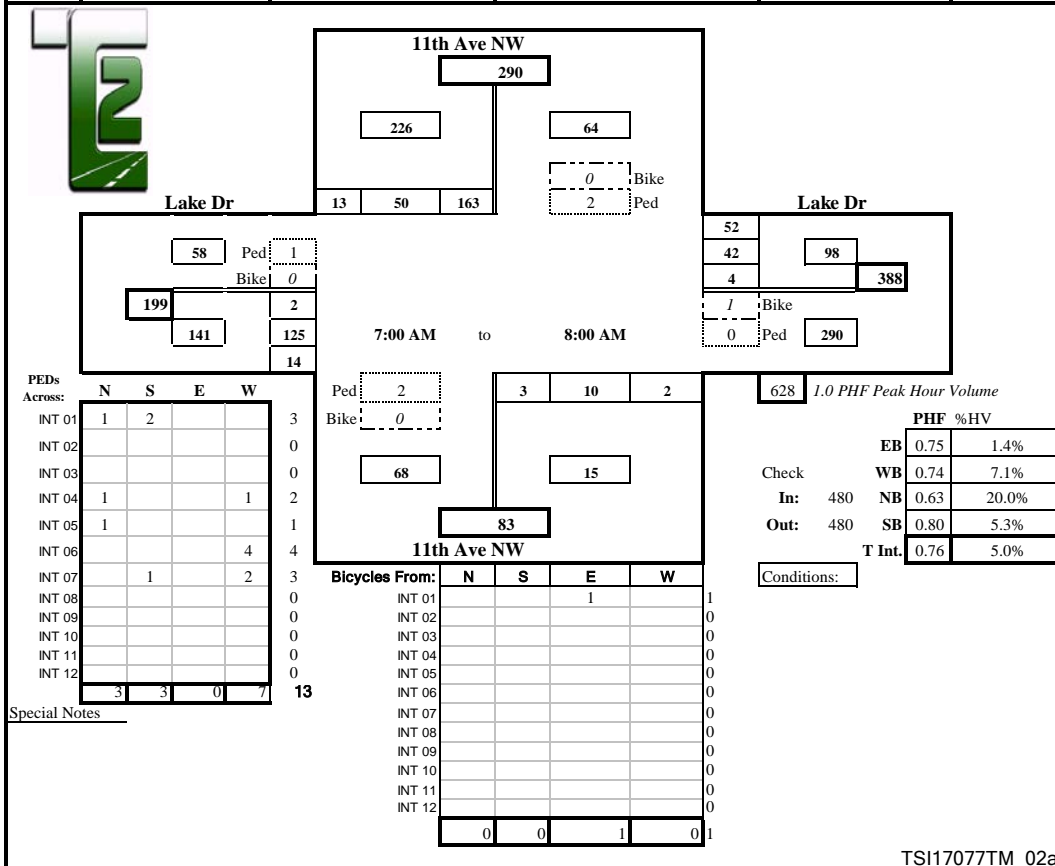 T2
11th Ave NW
290
226 64
0 Bike
2 Ped
Lake Dr 13 50 163 Lake Dr
52
58 Ped 1 42 98
Bike 0 4 388
199 2 1 Bike
141 125 7:00 AM to 8:00 AM 0 Ped 290
14
PEDs
Across: N S E W Ped 2 3 10 2 628 1.0 PHF Peak Hour Volume
INT 01 1 2 3 Bike 0 PHF %HV
INT 02 0 EB 0.75 1.4%
INT 03 0 68 15 Check WB 0.74 7.1%
INT 04 1 1 2 In: 480 NB 0.63 20.0%
INT 05 1 1 83 Out: 480 SB 0.80 5.3%
INT 06 4 4 11th Ave NW T Int. 0.76 5.0%
INT 07 1 2 3 Bicycles From: N S E W Conditions:
INT 08 0 INT 01 1 1
INT 09 0 INT 02 0
INT 10 0 INT 03 0
INT 11 0 INT 04 0
INT 12 0 INT 05 0
3 3 0 7 13 INT 06 0
Special Notes INT 07 0
INT 08 0
INT 09 0
INT 10 0
INT 11 0
INT 12 0
0 0 1 0 1
TSI17077TM_02a